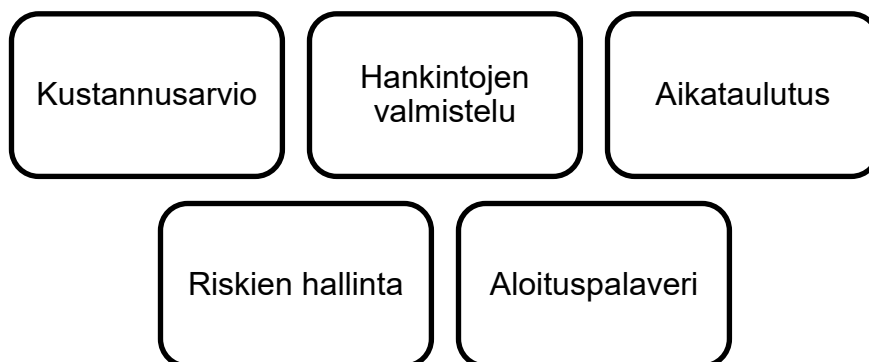 Kustannusarvio
Hankintojen
valmistelu
Aikataulutus
Riskien hallinta
Aloituspalaveri